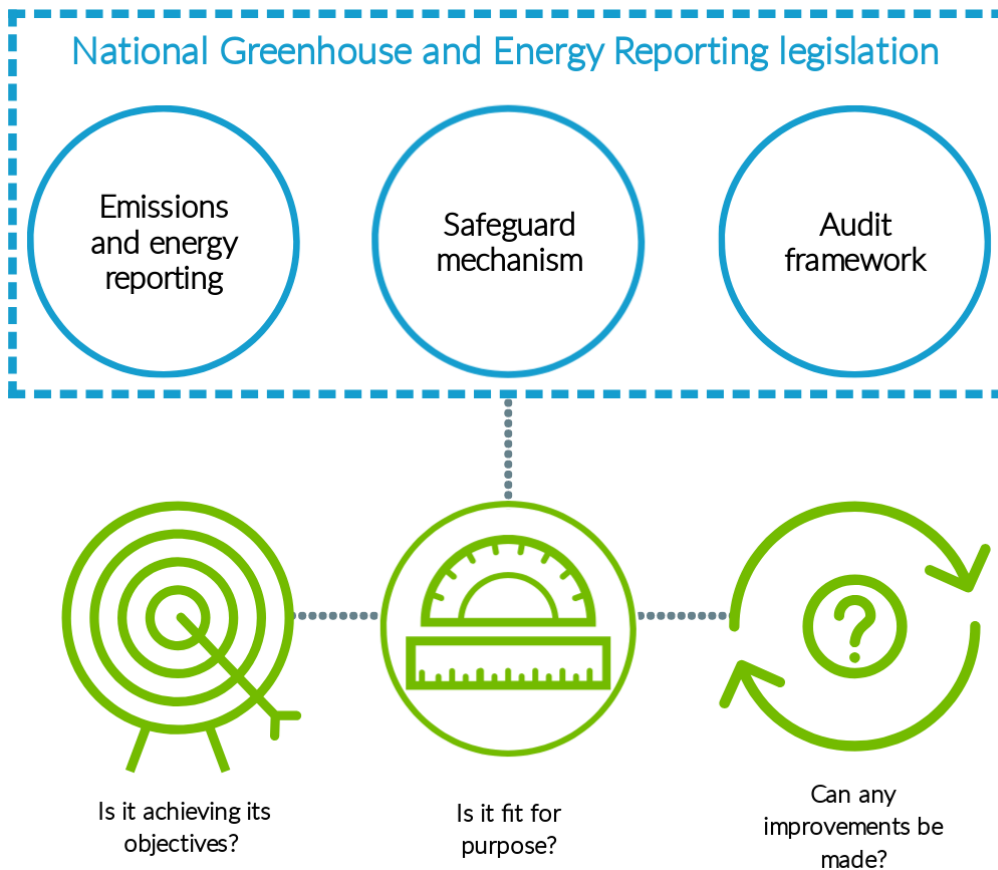 National Greenhouse and Energy Reporting legislation
Emissions
and energy
reporting
Safeguard
mechanism
Audit
framework
?
Is it achieving its
objectives?
Is it fit for
purpose?
Can any
improvements be
made?